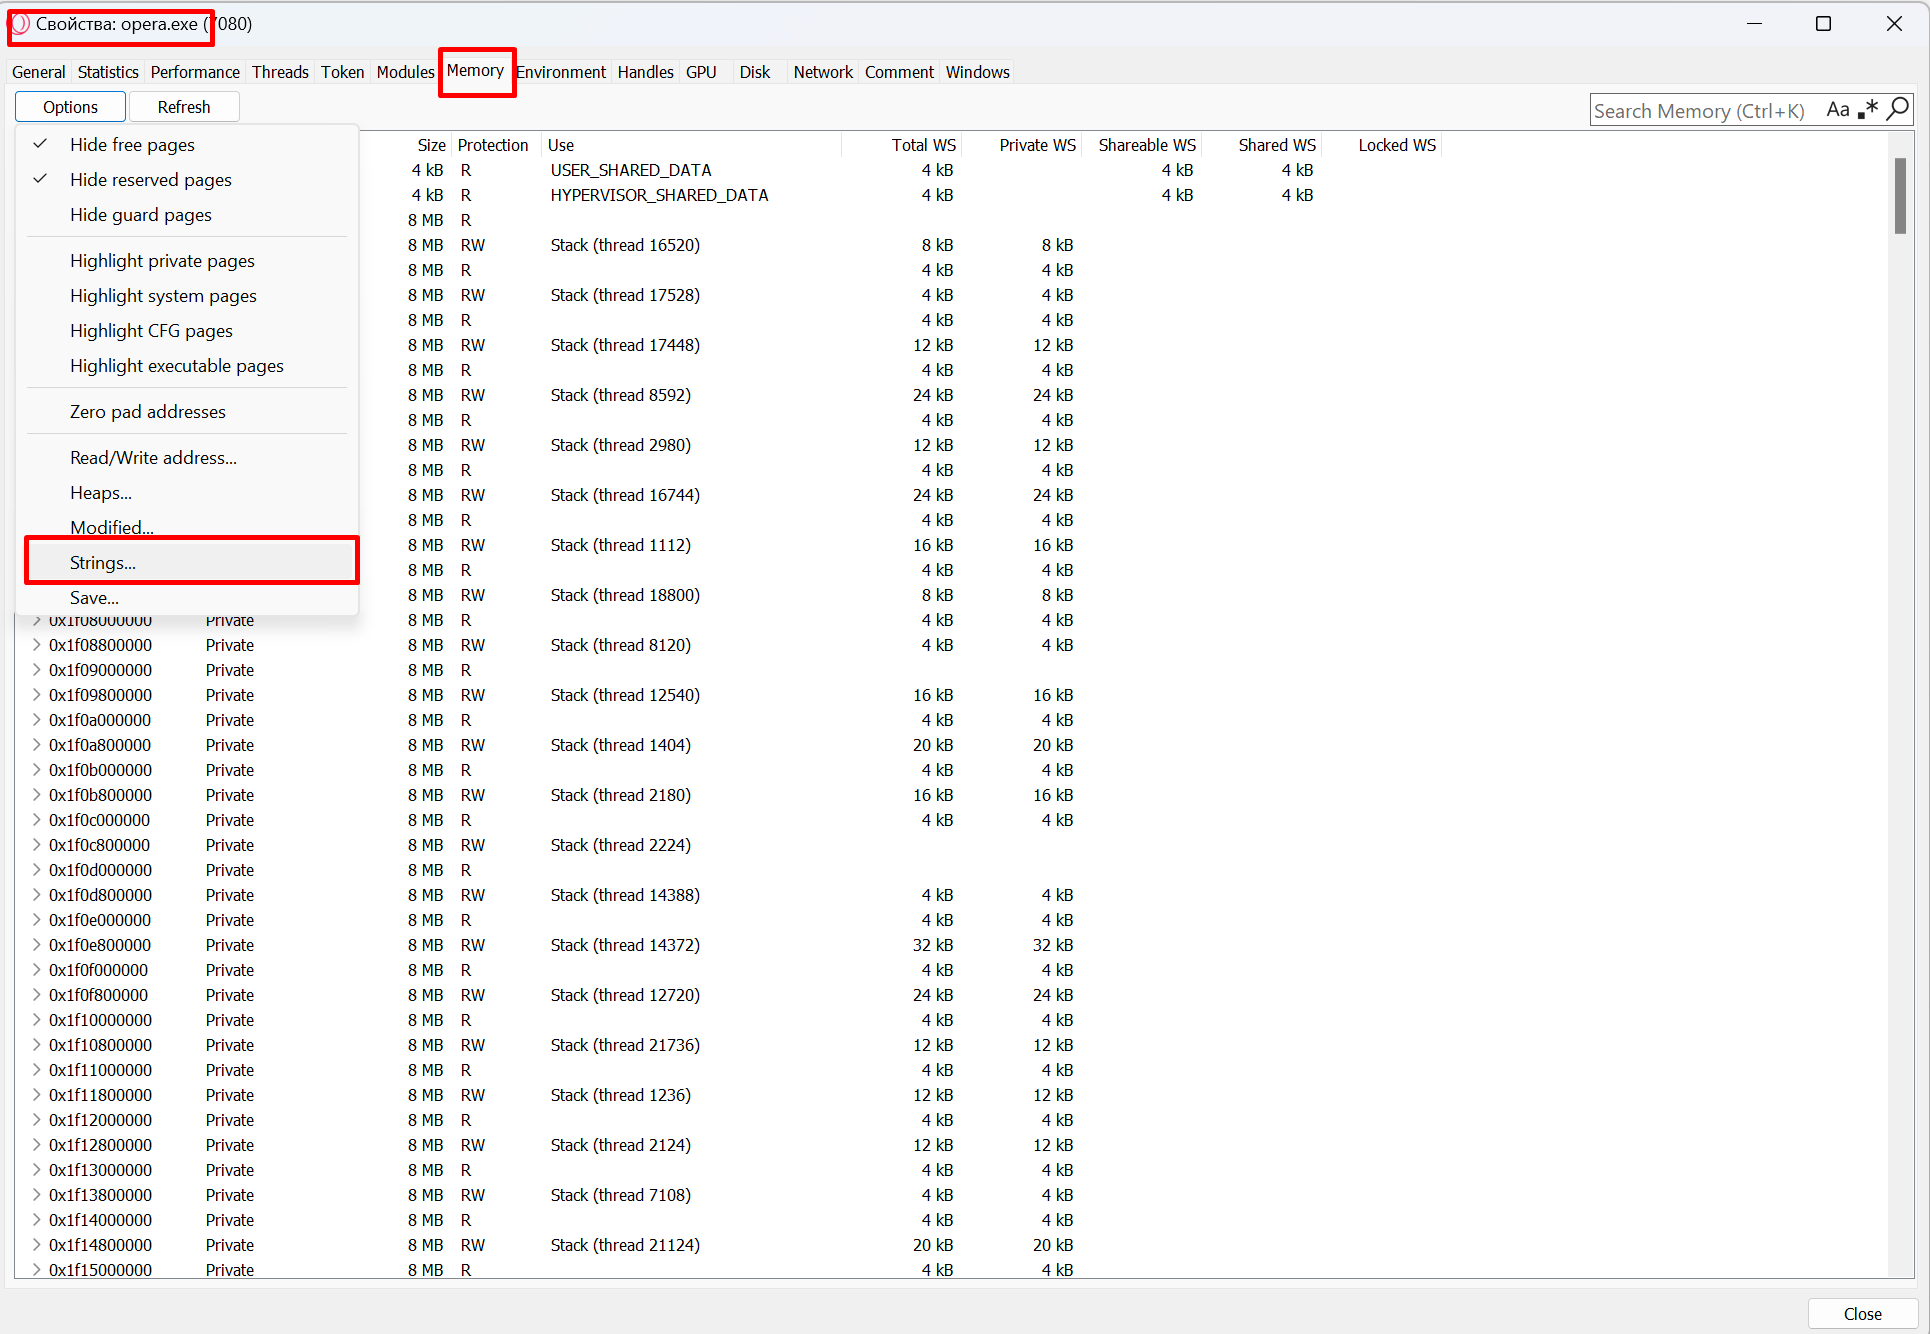 Свойства: opera.exe (7080)
General Statistics Performance Threads Token Modules Memory Environment Handles GPU Disk Network Comment Windows
Options Refresh Search Memory (Ctrl+K) Aa .*
Hide free pages
Hide reserved pages
Hide guard pages
Highlight private pages
Highlight system pages
Highlight CFG pages
Highlight executable pages
Zero pad addresses
Read/Write address...
Heaps...
Modified...
Strings...
Save...
Size Protection Use Total WS Private WS Shareable WS Shared WS Locked WS
4 kB R USER_SHARED_DATA 4 kB 4 kB 4 kB
4 kB R HYPERVISOR_SHARED_DATA 4 kB 4 kB 4 kB
8 MB R
8 MB RW Stack (thread 16520) 8 kB 8 kB
8 MB R 4 kB 4 kB
8 MB RW Stack (thread 17528) 4 kB 4 kB
8 MB R 4 kB 4 kB
8 MB RW Stack (thread 17448) 12 kB 12 kB
8 MB R 4 kB 4 kB
8 MB RW Stack (thread 8592) 24 kB 24 kB
8 MB R 4 kB 4 kB
8 MB RW Stack (thread 2980) 12 kB 12 kB
8 MB R 4 kB 4 kB
8 MB RW Stack (thread 16744) 24 kB 24 kB
8 MB R 4 kB 4 kB
8 MB RW Stack (thread 1112) 16 kB 16 kB
8 MB R 4 kB 4 kB
8 MB RW Stack (thread 18800) 8 kB 8 kB
0x1f08000000 Private 8 MB R 4 kB 4 kB
0x1f08800000 Private 8 MB RW Stack (thread 8120) 4 kB 4 kB
0x1f09000000 Private 8 MB R
0x1f09800000 Private 8 MB RW Stack (thread 12540) 16 kB 16 kB
0x1f0a000000 Private 8 MB R 4 kB 4 kB
0x1f0a800000 Private 8 MB RW Stack (thread 1404) 20 kB 20 kB
0x1f0b000000 Private 8 MB R 4 kB 4 kB
0x1f0b800000 Private 8 MB RW Stack (thread 2180) 16 kB 16 kB
0x1f0c000000 Private 8 MB R 4 kB 4 kB
0x1f0c800000 Private 8 MB RW Stack (thread 2224)
0x1f0d000000 Private 8 MB R
0x1f0d800000 Private 8 MB RW Stack (thread 14388) 4 kB 4 kB
0x1f0e000000 Private 8 MB R 4 kB 4 kB
0x1f0e800000 Private 8 MB RW Stack (thread 14372) 32 kB 32 kB
0x1f0f000000 Private 8 MB R 4 kB 4 kB
0x1f0f800000 Private 8 MB RW Stack (thread 12720) 24 kB 24 kB
0x1f10000000 Private 8 MB R 4 kB 4 kB
0x1f10800000 Private 8 MB RW Stack (thread 21736) 12 kB 12 kB
0x1f11000000 Private 8 MB R 4 kB 4 kB
0x1f11800000 Private 8 MB RW Stack (thread 1236) 12 kB 12 kB
0x1f12000000 Private 8 MB R 4 kB 4 kB
0x1f12800000 Private 8 MB RW Stack (thread 2124) 12 kB 12 kB
0x1f13000000 Private 8 MB R 4 kB 4 kB
0x1f13800000 Private 8 MB RW Stack (thread 7108) 4 kB 4 kB
0x1f14000000 Private 8 MB R 4 kB 4 kB
0x1f14800000 Private 8 MB RW Stack (thread 21124) 20 kB 20 kB
0x1f15000000 Private 8 MB R 4 kB 4 kB
Close